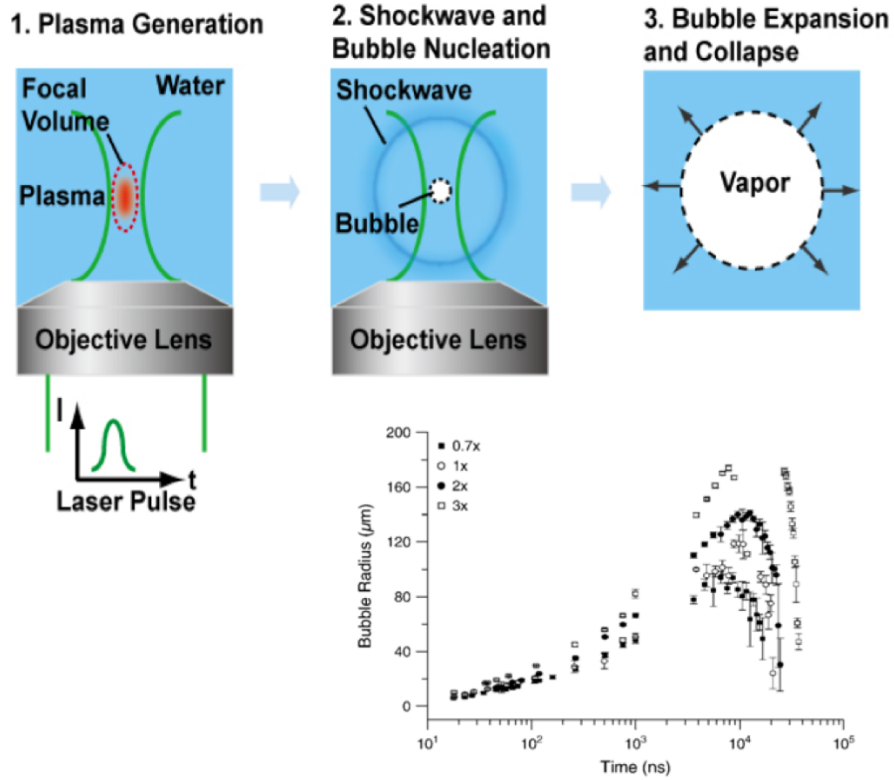 1. Plasma Generation
2. Shockwave and
Bubble Nucleation
3. Bubble Expansion
and Collapse
Focal
Volume
Water
Plasma
Objective Lens
I
t
Laser Pulse
Shockwave
Bubble
Objective Lens
Vapor
200
160
120
80
40
0
Bubble Radius (μm)
0.7x
1x
2x
3x
10¹
10²
10³
10⁴
10⁵
Time (ns)